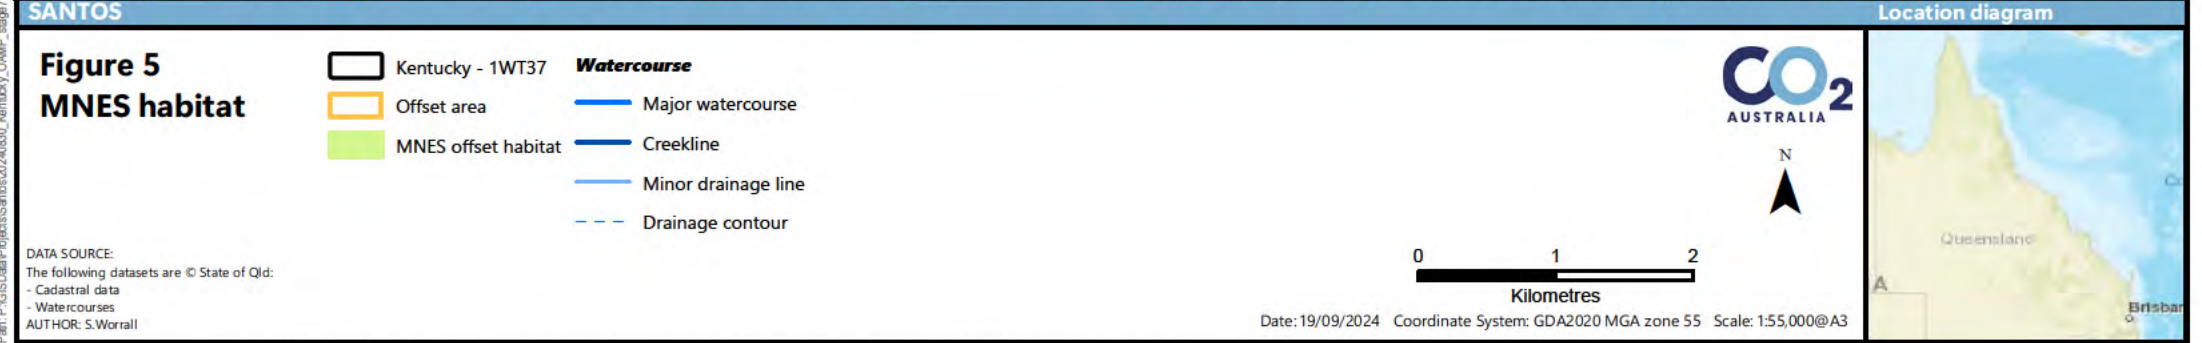 SANTOS
Location diagram
Figure 5
MNES habitat
Kentucky - 1WT37
Offset area
MNES offset habitat
Watercourse
Major watercourse
Creekline
Minor drainage line
Drainage contour
CO2
AUSTRALIA
N
DATA SOURCE:
The following datasets are © State of Qld:
- Cadastral data
- Watercourses
AUTHOR: S.Worrall
0 1 2
Kilometres
Date:19/09/2024 Coordinate System: GDA2020 MGA zone 55 Scale: 1:55,000@A3
Queensland
A
Brisbar